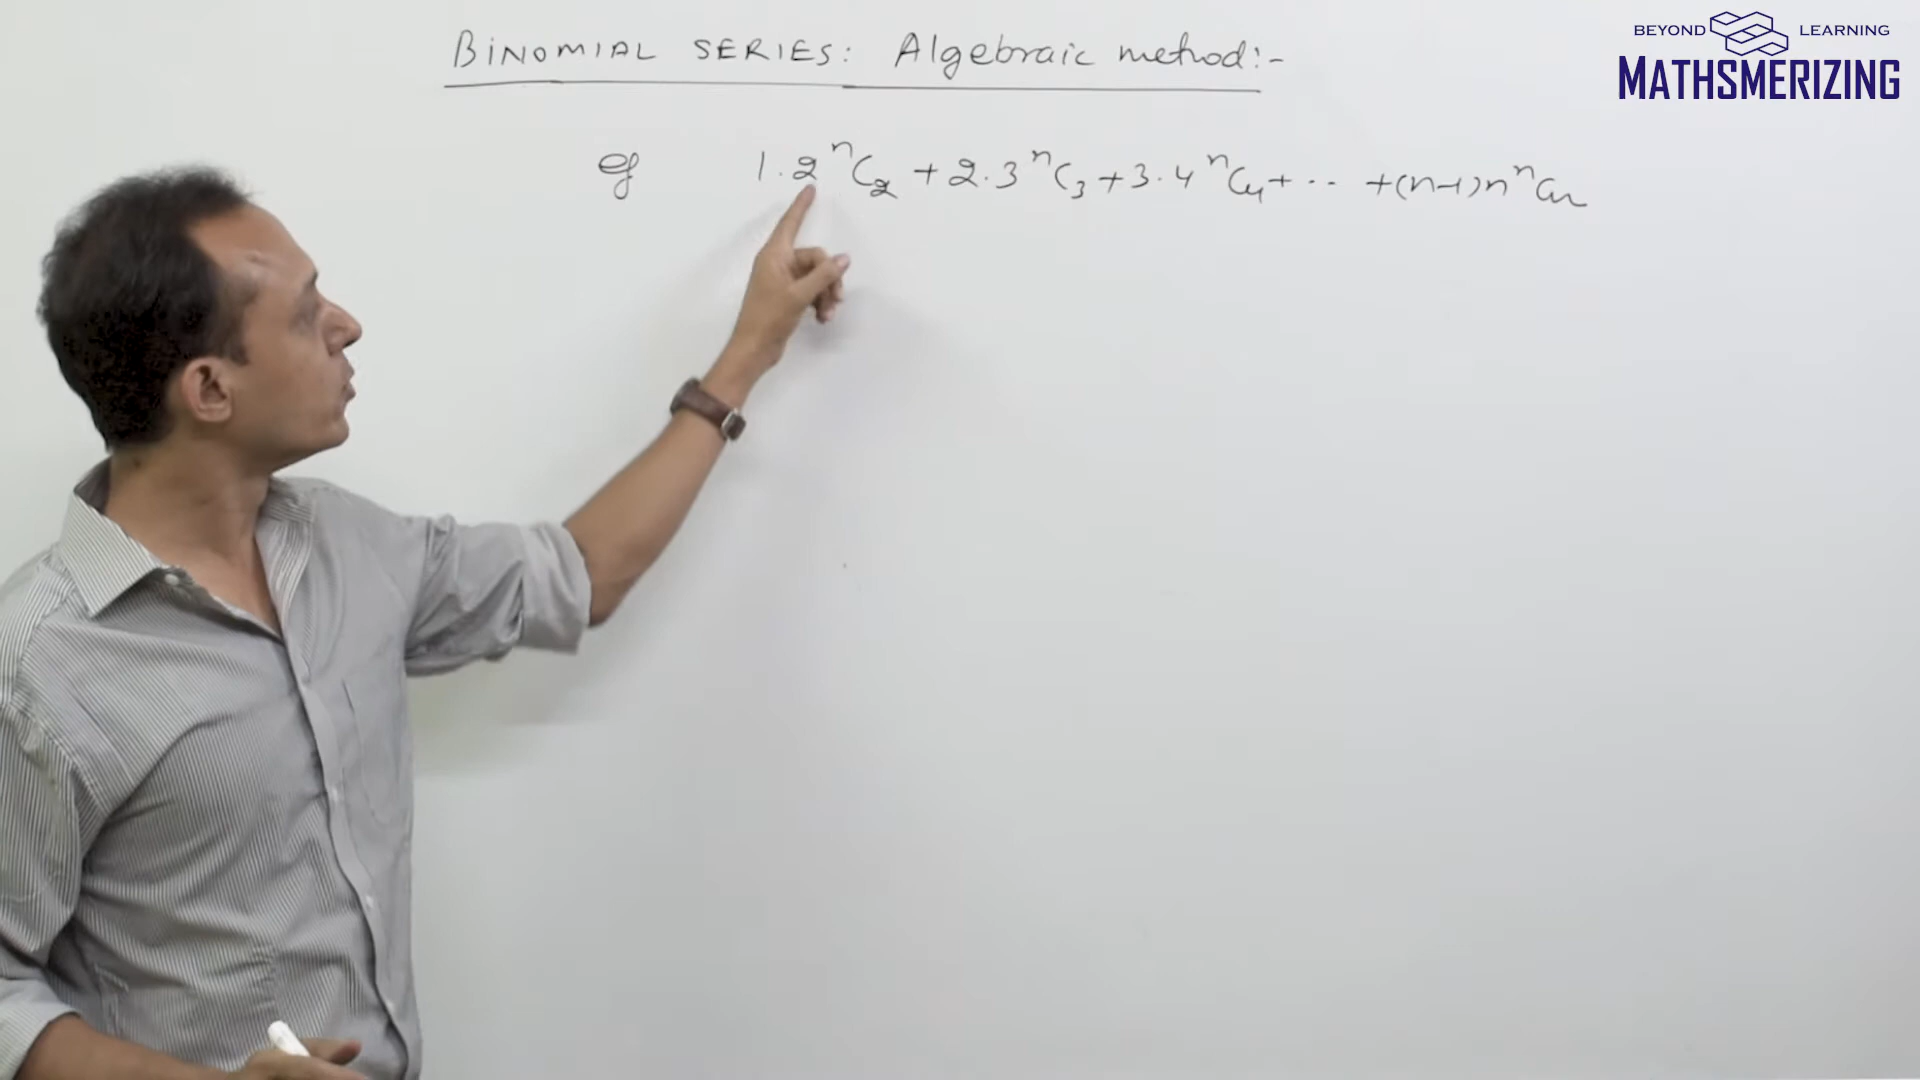 BEYOND LEARNING
MATHSMERIZING
BINOMIAL SERIES: Algebraic method:-
eg 1.2 ⁿC₂ + 2.3 ⁿC₃ + 3.4 ⁿC₄ + ··· + (n-1)n ⁿCₙ